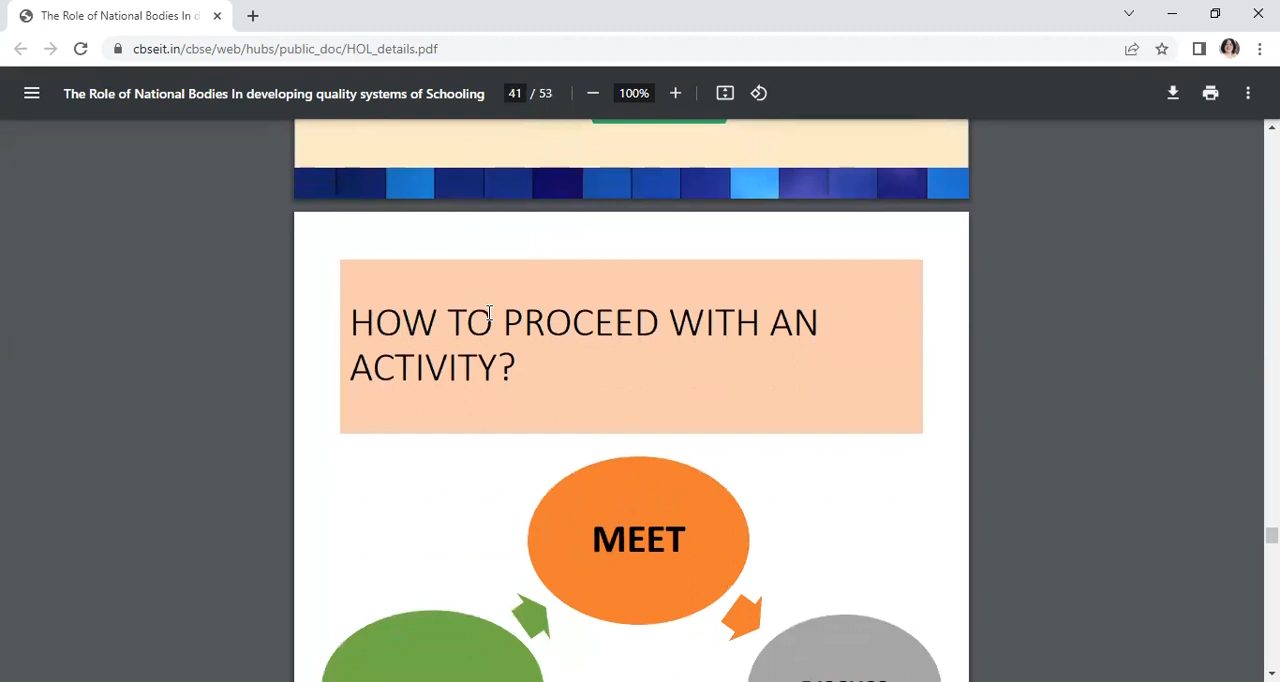 The Role of National Bodies In d
cbseit.in/cbse/web/hubs/public_doc/HOL_details.pdf
The Role of National Bodies In developing quality systems of Schooling 41 / 53 100%
HOW TO PROCEED WITH AN
ACTIVITY?
MEET